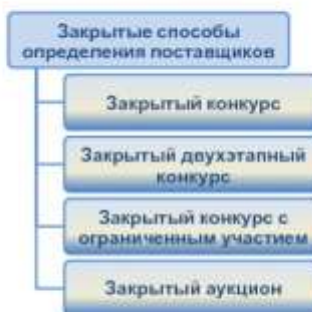 Закрытые способы
определения поставщиков
Закрытый конкурс
Закрытый двухэтапный
конкурс
Закрытый конкурс с
ограниченным участием
Закрытый аукцион